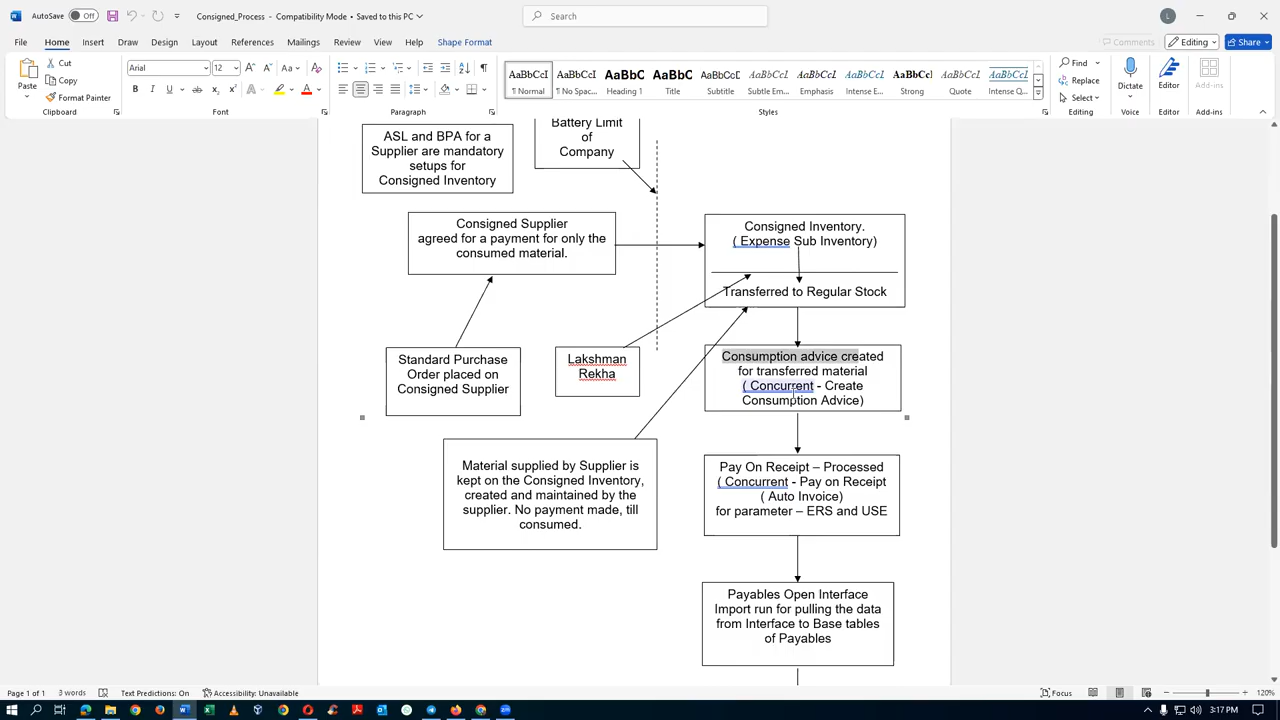 AutoSave
Off
Consigned_Process - Compatibility Mode • Saved to this PC
Search
L
File
Home
Insert
Draw
Design
Layout
References
Mailings
Review
View
Help
Shape Format
Comments
Editing
Share
Paste
Cut
Copy
Format Painter
Clipboard
Arial
12
Font
Paragraph
AaBbCcI
¶ Normal
AaBbCcI
¶ No Spac...
AaBbC
Heading 1
AaBbC
Title
AaBbCcI
Subtitle
AaBbCcI
Subtle Em...
AaBbCcI
Emphasis
AaBbCcI
Intense E...
AaBbCcI
Strong
AaBbCcI
Quote
AaBbCcI
Intense Q...
Styles
Find
Replace
Select
Editing
Dictate
Voice
Editor
Editor
Add-ins
Add-ins
ASL and BPA for a
Supplier are mandatory
setups for
Consigned Inventory
Battery Limit
of
Company
Consigned Supplier
agreed for a payment for only the
consumed material.
Consigned Inventory.
( Expense Sub Inventory)
Transferred to Regular Stock
Standard Purchase
Order placed on
Consigned Supplier
Lakshman
Rekha
Consumption advice created
for transferred material
( Concurrent - Create
Consumption Advice)
Material supplied by Supplier is
kept on the Consigned Inventory,
created and maintained by the
supplier. No payment made, till
consumed.
Pay On Receipt – Processed
( Concurrent - Pay on Receipt
( Auto Invoice)
for parameter – ERS and USE
Payables Open Interface
Import run for pulling the data
from Interface to Base tables
of Payables
Page 1 of 1
3 words
Text Predictions: On
Accessibility: Unavailable
Focus
120%
3:17 PM